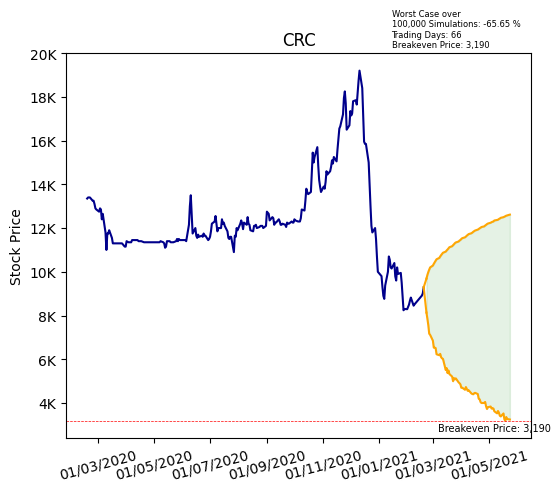 Worst Case over
100,000 Simulations: -65.65 %
Trading Days: 66
Breakeven Price: 3,190
CRC
Stock Price
20K
18K
16K
14K
12K
10K
8K
6K
4K
Breakeven Price: 3,190
01/03/2020 01/05/2020 01/07/2020 01/09/2020 01/11/2020 01/01/2021 01/03/2021 01/05/2021